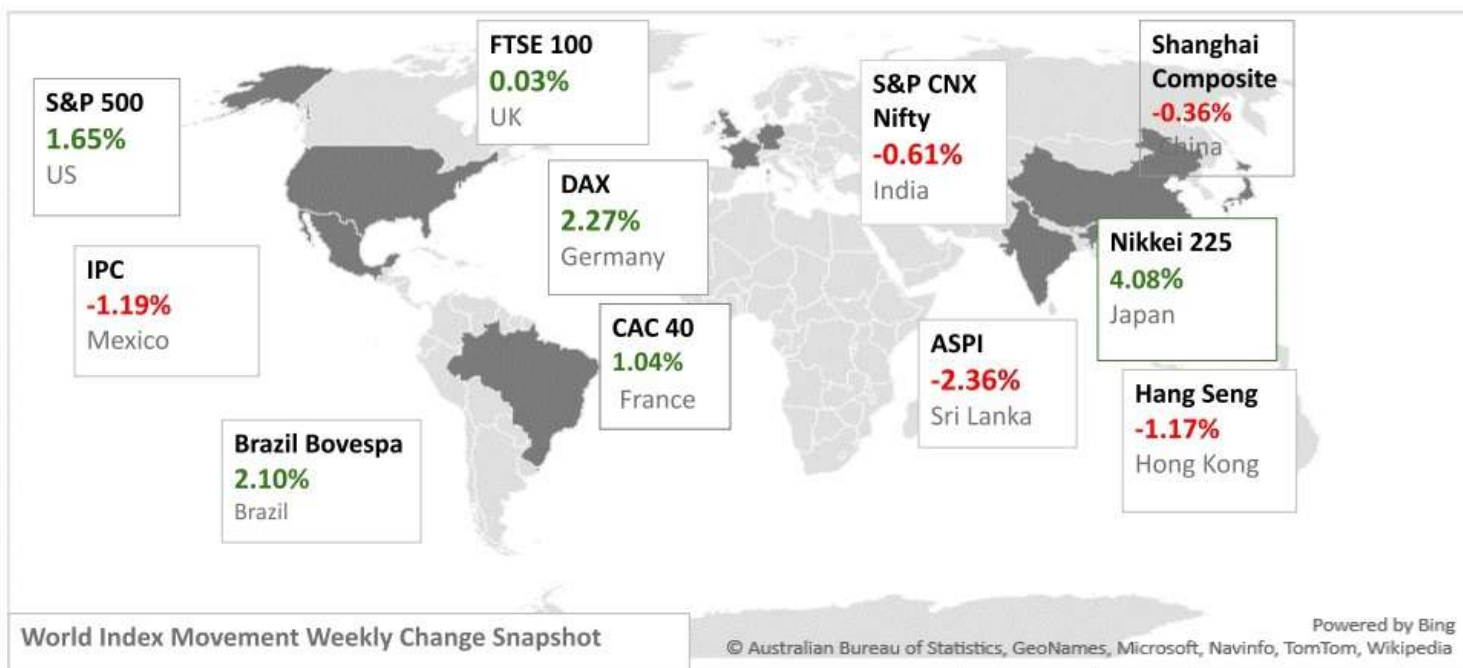 FTSE 100
0.03%
UK
Shanghai
Composite
-0.36%
China
S&P 500
1.65%
US
S&P CNX
Nifty
-0.61%
India
DAX
2.27%
Germany
Nikkei 225
4.08%
Japan
IPC
-1.19%
Mexico
CAC 40
1.04%
France
ASPI
-2.36%
Sri Lanka
Hang Seng
-1.17%
Hong Kong
Brazil Bovespa
2.10%
Brazil
World Index Movement Weekly Change Snapshot
Powered by Bing
© Australian Bureau of Statistics, GeoNames, Microsoft, Navinfo, TomTom, Wikipedia